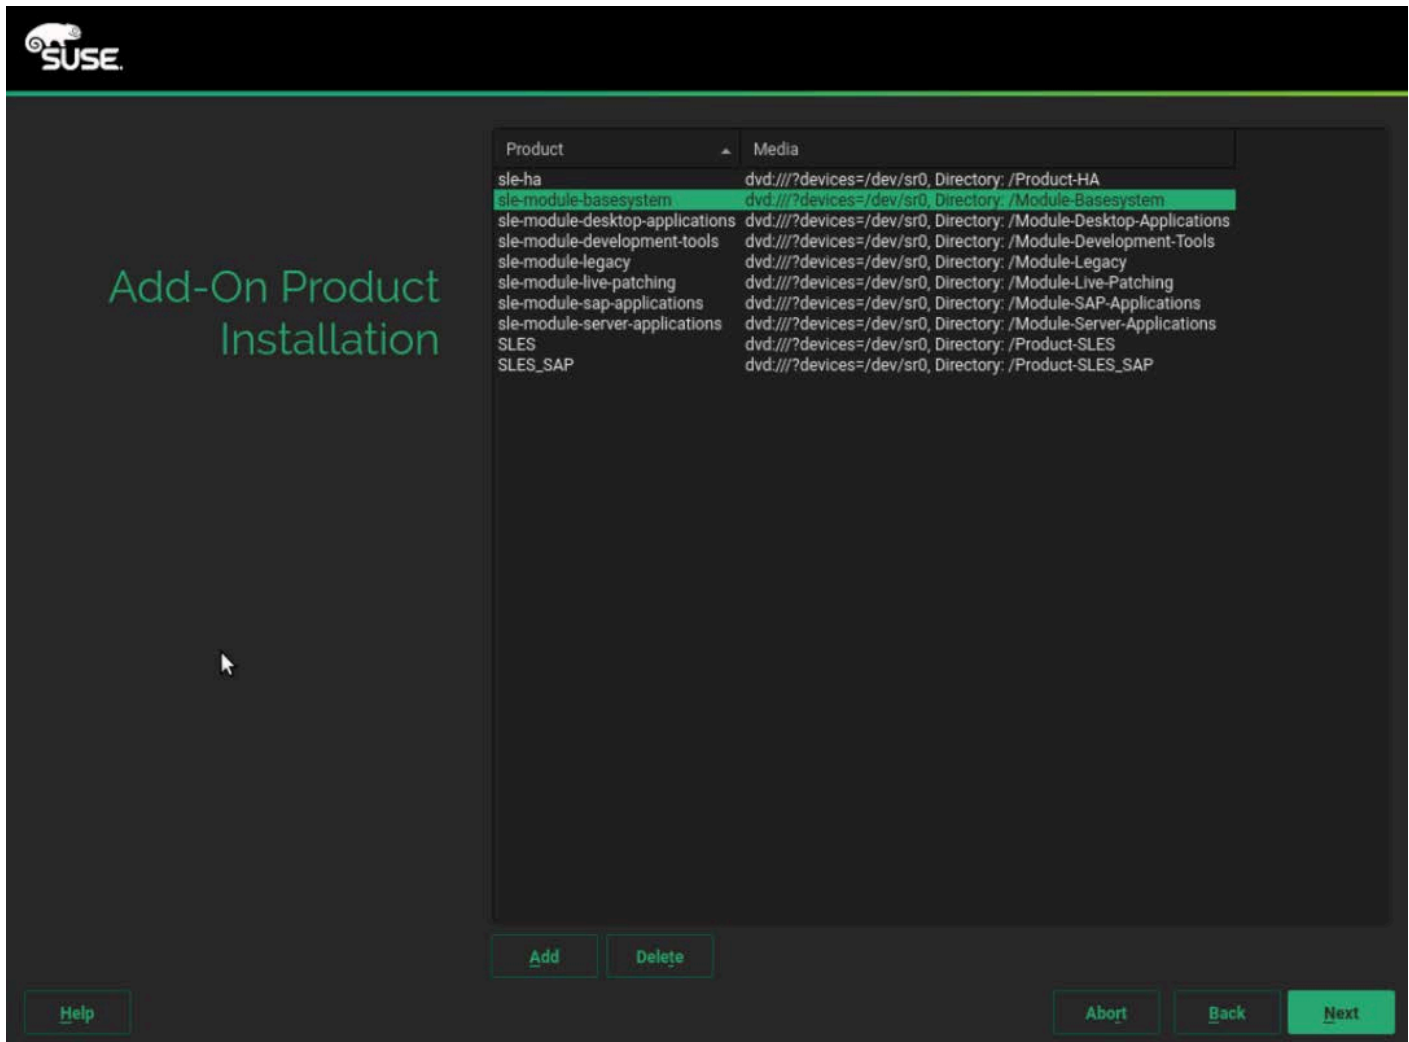 SUSE.
Add-On Product
Installation
Product Media
sle-ha dvd:///?devices=/dev/sr0, Directory: /Product-HA
sle-module-basesystem dvd:///?devices=/dev/sr0, Directory: /Module-Basesystem
sle-module-desktop-applications dvd:///?devices=/dev/sr0, Directory: /Module-Desktop-Applications
sle-module-development-tools dvd:///?devices=/dev/sr0, Directory: /Module-Development-Tools
sle-module-legacy dvd:///?devices=/dev/sr0, Directory: /Module-Legacy
sle-module-live-patching dvd:///?devices=/dev/sr0, Directory: /Module-Live-Patching
sle-module-sap-applications dvd:///?devices=/dev/sr0, Directory: /Module-SAP-Applications
sle-module-server-applications dvd:///?devices=/dev/sr0, Directory: /Module-Server-Applications
SLES dvd:///?devices=/dev/sr0, Directory: /Product-SLES
SLES_SAP dvd:///?devices=/dev/sr0, Directory: /Product-SLES_SAP
Add Delete
Help Abort Back Next